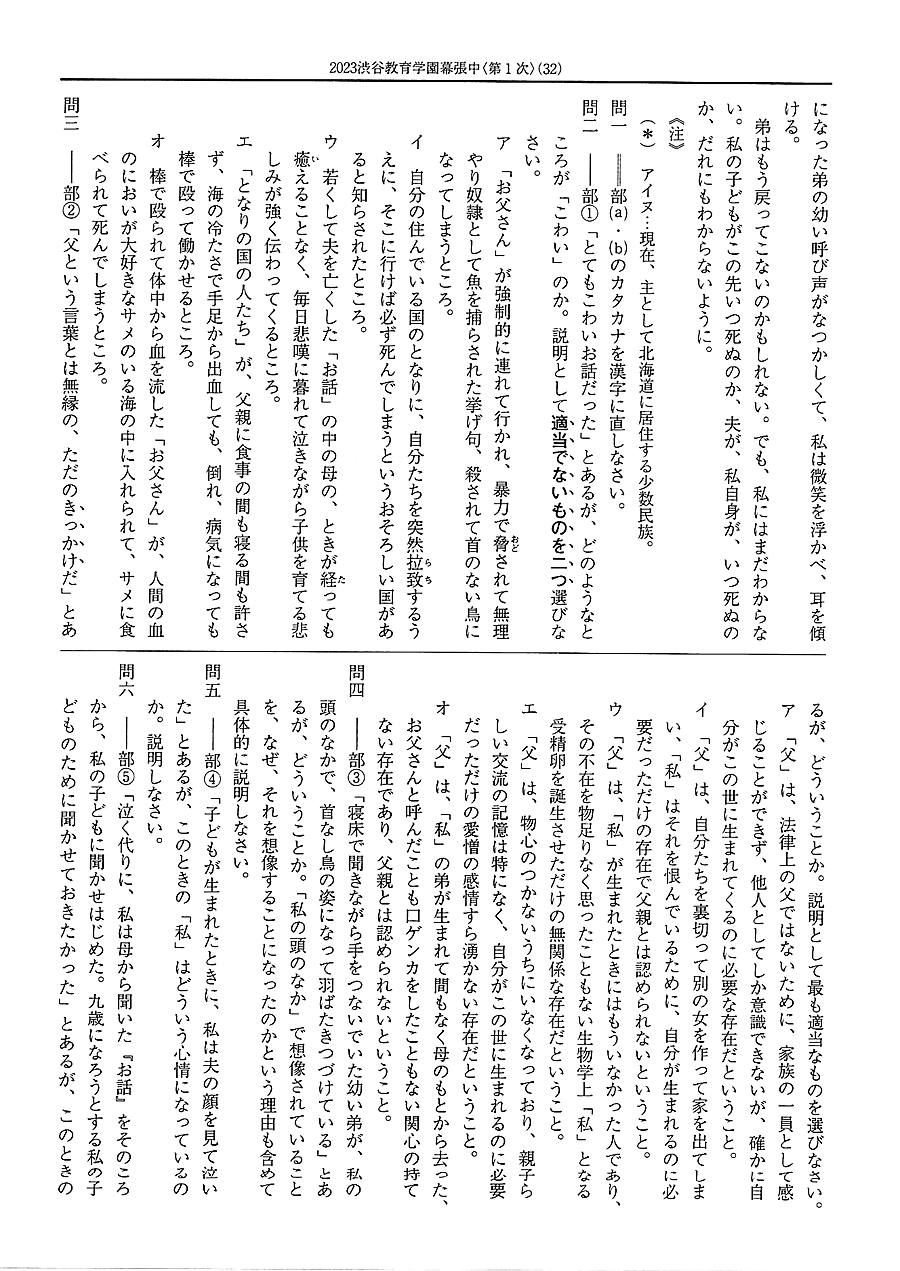 2023渋谷教育学園幕張中〈第1次〉(32)
になった弟の幼い呼び声がなつかしくて、私は微笑を浮かべ、耳を傾
ける。
弟はもう戻ってこないのかもしれない。でも、私にはまだわからな
い。私の子どもがこの先いつ死ぬのか、夫が、私自身が、いつ死ぬの
か、だれにもわからないように。
《注》
(＊) アイヌ…現在、主として北海道に居住する少数民族。
問一 ――部(a)・(b)のカタカナを漢字に直しなさい。
問二 ――部①「とてもこわいお話だった」とあるが、どのようなと
ころが「こわい」のか。説明として適当でないものを二つ選びな
さい。
ア 「お父さん」が強制的に連れて行かれ、暴力で脅おどされて無理
やり奴隷として魚を捕らされた挙げ句、殺されて首のない鳥に
なってしまうところ。
イ 自分の住んでいる国のとなりに、自分たちを突然拉致らちするう
えに、そこに行けば必ず死んでしまうというおそろしい国があ
ると知らされたところ。
ウ 若くして夫を亡くした「お話」の中の母の、ときが経たっても
癒いえることなく、毎日悲嘆に暮れて泣きながら子供を育てる悲
しみが強く伝わってくるところ。
エ 「となりの国の人たち」が、父親に食事の間も寝る間も許さ
ず、海の冷たさで手足から出血しても、倒れ、病気になっても
棒で殴って働かせるところ。
オ 棒で殴られて体中から血を流した「お父さん」が、人間の血
のにおいが大好きなサメのいる海の中に入れられて、サメに食
べられて死んでしまうところ。
問三 ――部②「父という言葉とは無縁の、ただのきっかけだ」とあ
るが、どういうことか。説明として最も適当なものを選びなさい。
ア 「父」は、法律上の父ではないために、家族の一員として感
じることができず、他人としてしか意識できないが、確かに自
分がこの世に生まれてくるのに必要な存在だということ。
イ 「父」は、自分たちを裏切って別の女を作って家を出てしま
い、「私」はそれを恨んでいるために、自分が生まれるのに必
要だっただけの存在で父親とは認められないということ。
ウ 「父」は、「私」が生まれたときにはもういなかった人であり、
その不在を物足りなく思ったこともない生物学上「私」となる
受精卵を誕生させただけの無関係な存在だということ。
エ 「父」は、物心のつかないうちにいなくなっており、親子ら
しい交流の記憶は特になく、自分がこの世に生まれるのに必要
だっただけの愛憎の感情すら湧かない存在だということ。
オ 「父」は、「私」の弟が生まれて間もなく母のもとから去った、
お父さんと呼んだことも口ゲンカをしたこともない関心の持て
ない存在であり、父親とは認められないということ。
問四 ――部③「寝床で聞きながら手をつないでいた幼い弟が、私の
頭のなかで、首なし鳥の姿になって羽ばたきつづけている」とあ
るが、どういうことか。「私の頭のなか」で想像されていること
を、なぜ、それを想像することになったのかという理由も含めて
具体的に説明しなさい。
問五 ――部④「子どもが生まれたときに、私は夫の顔を見て泣い
た」とあるが、このときの「私」はどういう心情になっているの
か。説明しなさい。
問六 ――部⑤「泣く代りに、私は母から聞いた『お話』をそのころ
から、私の子どもに聞かせはじめた。九歳になろうとする私の子
どものために聞かせておきたかった」とあるが、このときの